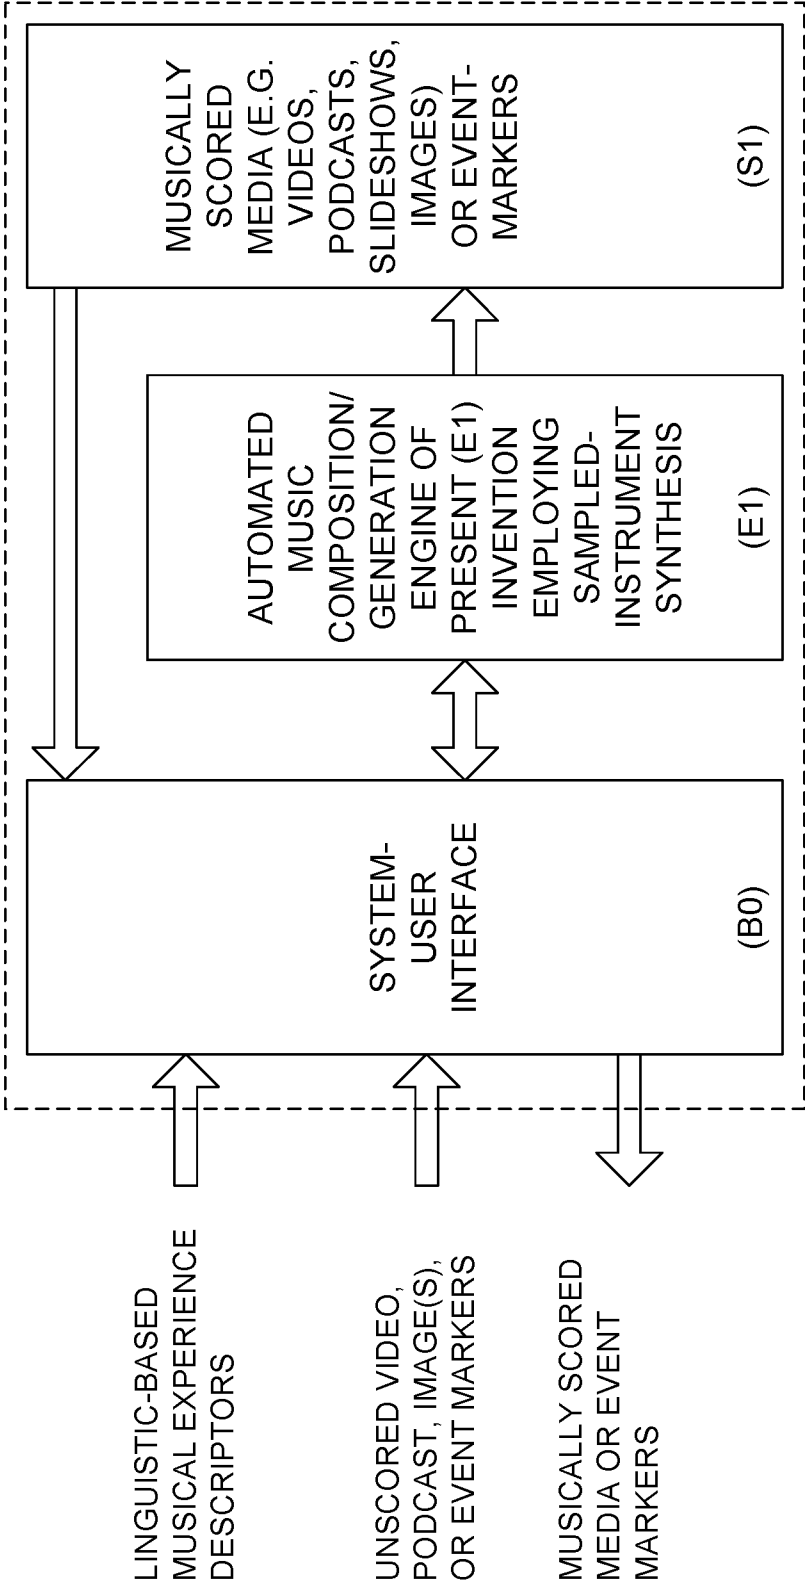 LINGUISTIC-BASED
MUSICAL EXPERIENCE
DESCRIPTORS
UNSCORED VIDEO,
PODCAST, IMAGE(S),
OR EVENT MARKERS
MUSICALLY SCORED
MEDIA OR EVENT
MARKERS
SYSTEM-
USER
INTERFACE
(B0)
AUTOMATED
MUSIC
COMPOSITION/
GENERATION
ENGINE OF
PRESENT (E1)
INVENTION
EMPLOYING
SAMPLED-
INSTRUMENT
SYNTHESIS
(E1)
MUSICALLY
SCORED
MEDIA (E.G.
VIDEOS,
PODCASTS,
SLIDESHOWS,
IMAGES)
OR EVENT-
MARKERS
(S1)